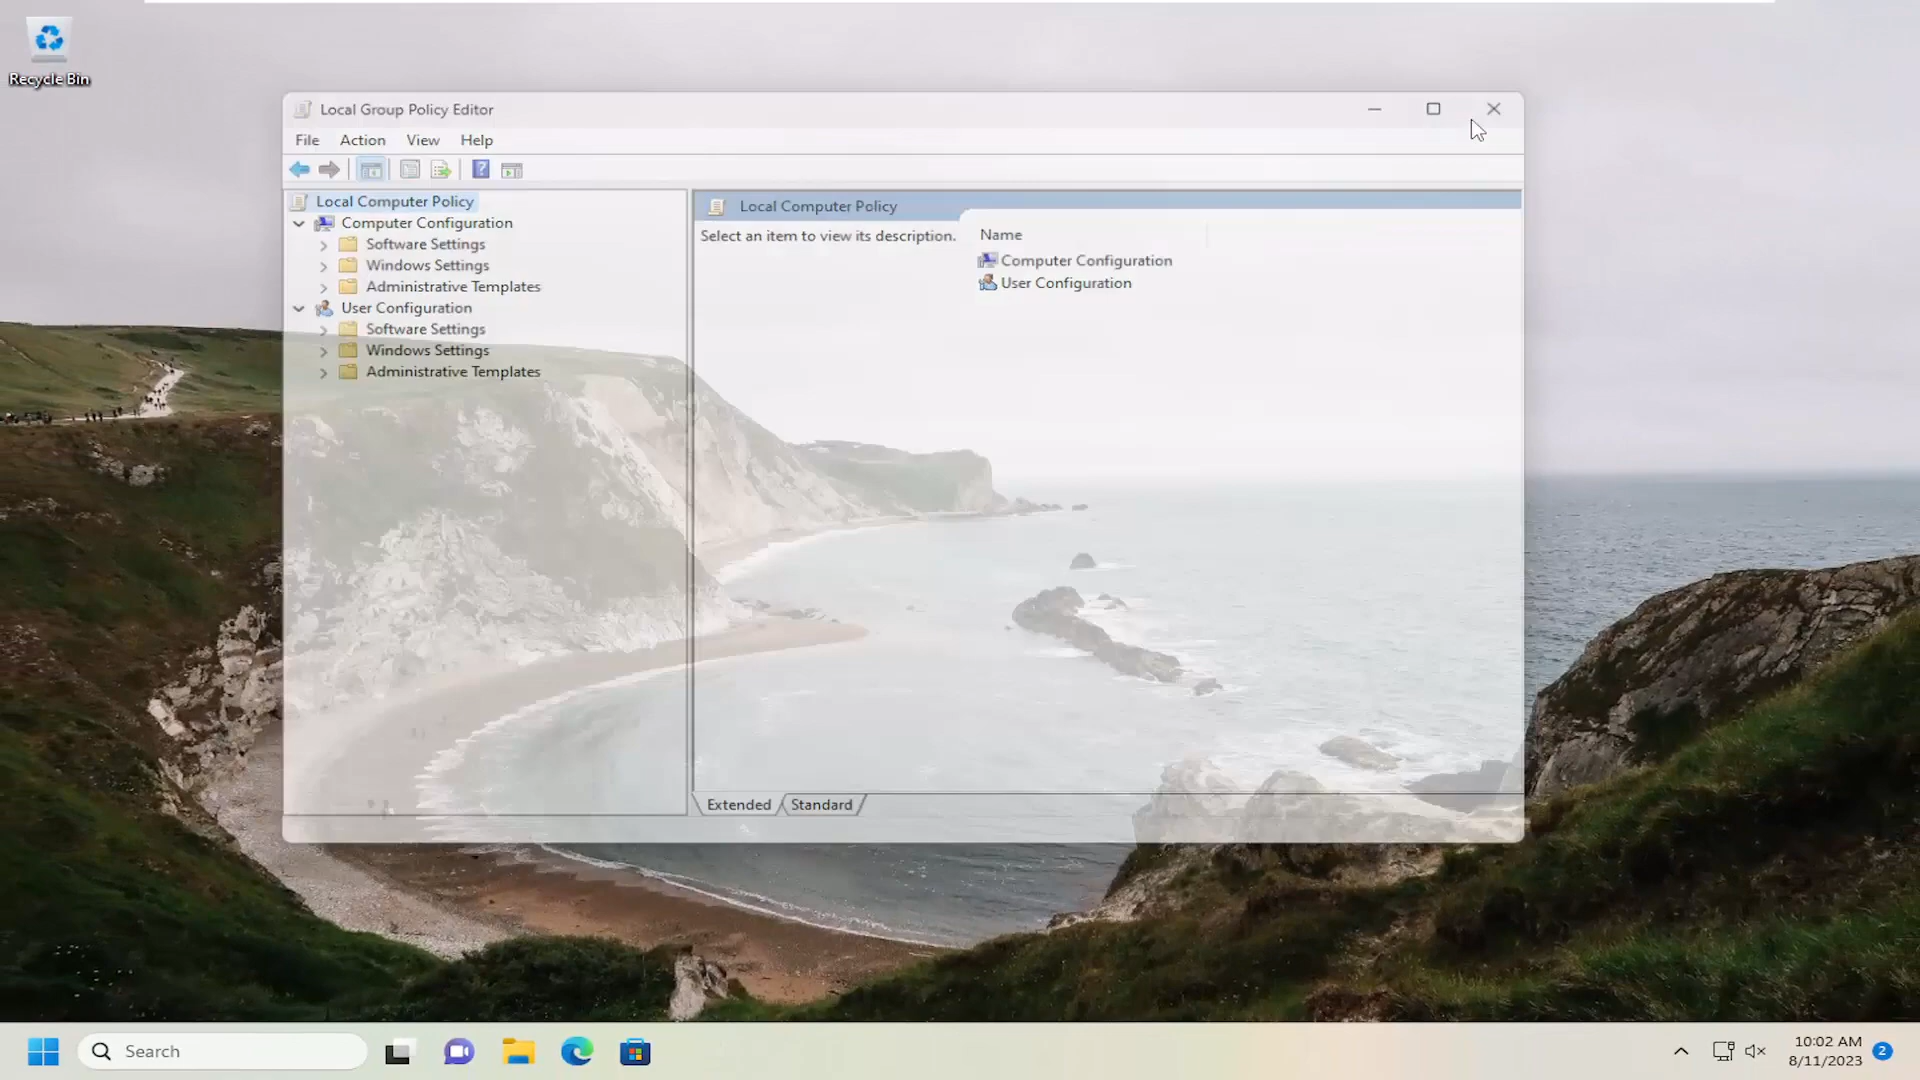 Recycle Bin
Local Group Policy Editor
File Action View Help
Local Computer Policy
Computer Configuration
Software Settings
Windows Settings
Administrative Templates
User Configuration
Software Settings
Windows Settings
Administrative Templates
Local Computer Policy
Select an item to view its description.
Name
Computer Configuration
User Configuration
Extended Standard
Search
10:02 AM
8/11/2023
2